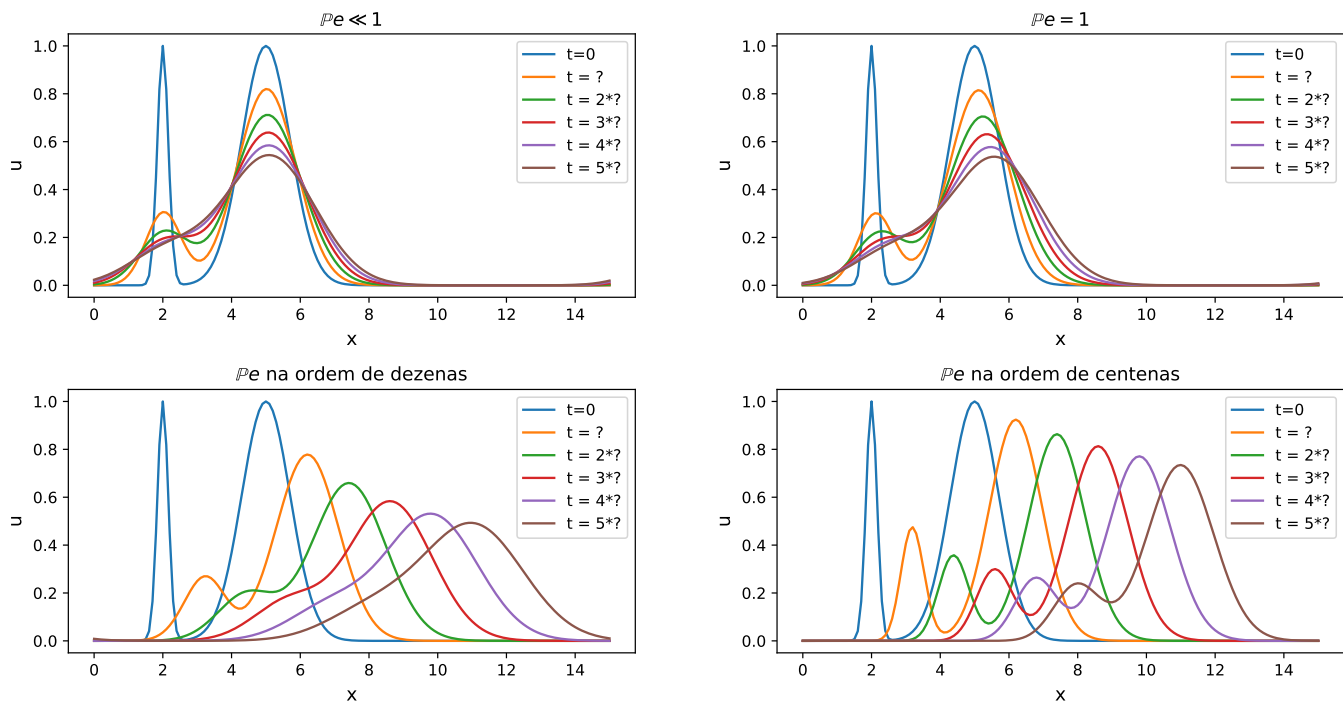 ℙe ≪ 1
1.0
0.8
0.6
0.4
0.2
0.0
u
0 2 4 6 8 10 12 14
x
t=0
t = ?
t = 2*?
t = 3*?
t = 4*?
t = 5*?
ℙe = 1
1.0
0.8
0.6
0.4
0.2
0.0
u
0 2 4 6 8 10 12 14
x
t=0
t = ?
t = 2*?
t = 3*?
t = 4*?
t = 5*?
ℙe na ordem de dezenas
1.0
0.8
0.6
0.4
0.2
0.0
u
0 2 4 6 8 10 12 14
x
t=0
t = ?
t = 2*?
t = 3*?
t = 4*?
t = 5*?
ℙe na ordem de centenas
1.0
0.8
0.6
0.4
0.2
0.0
u
0 2 4 6 8 10 12 14
x
t=0
t = ?
t = 2*?
t = 3*?
t = 4*?
t = 5*?